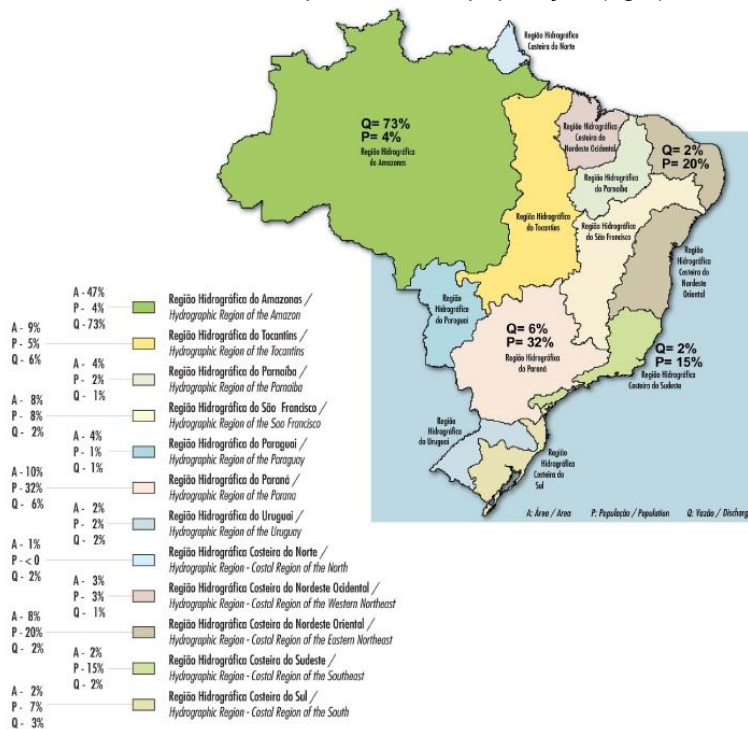 Região Hidrográfica
Costeira do Norte
Q= 73%
P= 4%
Região Hidrográfica
do Amazonas
Região Hidrográfica
Costeira do
Nordeste Ocidental
Q= 2%
P= 20%
Região Hidrográfica
do Parnaíba
Região Hidrográfica
do Tocantins
Região Hidrográfica
do São Francisco
Região
Hidrográfica
Costeira do
Nordeste
Oriental
Região
Hidrográfica
do Paraguai
Q= 6%
P= 32%
Região Hidrográfica
do Paraná
Q= 2%
P= 15%
Região Hidrográfica
Costeira do Sudeste
Região
Hidrográfica
do Uruguai
Região
Hidrográfica
Costeira do
Sul
A: Área / Area P: População / Population Q: Vazão / Discharg
A - 47%
P - 4%
Q - 73%
Região Hidrográfica do Amazonas /
Hydrographic Region of the Amazon
A - 9%
P - 5%
Q - 6%
Região Hidrográfica do Tocantins /
Hydrographic Region of the Tocantins
A - 4%
P - 2%
Q - 1%
Região Hidrográfica do Parnaíba /
Hydrographic Region of the Parnaiba
A - 8%
P - 8%
Q - 2%
Região Hidrográfica do São Francisco /
Hydrographic Region of the Sao Francisco
A - 4%
P - 1%
Q - 1%
Região Hidrográfica do Paraguai /
Hydrographic Region of the Paraguay
A - 10%
P - 32%
Q - 6%
Região Hidrográfica do Paraná /
Hydrographic Region of the Parana
A - 2%
P - 2%
Q - 2%
Região Hidrográfica do Uruguai /
Hydrographic Region of the Uruguay
A - 1%
P - < 0
Q - 2%
Região Hidrográfica Costeira do Norte /
Hydrographic Region - Costal Region of the North
A - 3%
P - 3%
Q - 1%
Região Hidrográfica Costeira do Nordeste Ocidental /
Hydrographic Region - Costal Region of the Western Northeast
A - 8%
P - 20%
Q - 2%
Região Hidrográfica Costeira do Nordeste Oriental /
Hydrographic Region - Costal Region of the Eastern Northeast
A - 2%
P - 15%
Q - 2%
Região Hidrográfica Costeira do Sudeste /
Hydrographic Region - Costal Region of the Southeast
A - 2%
P - 7%
Q - 3%
Região Hidrográfica Costeira do Sul /
Hydrographic Region - Costal Region of the South